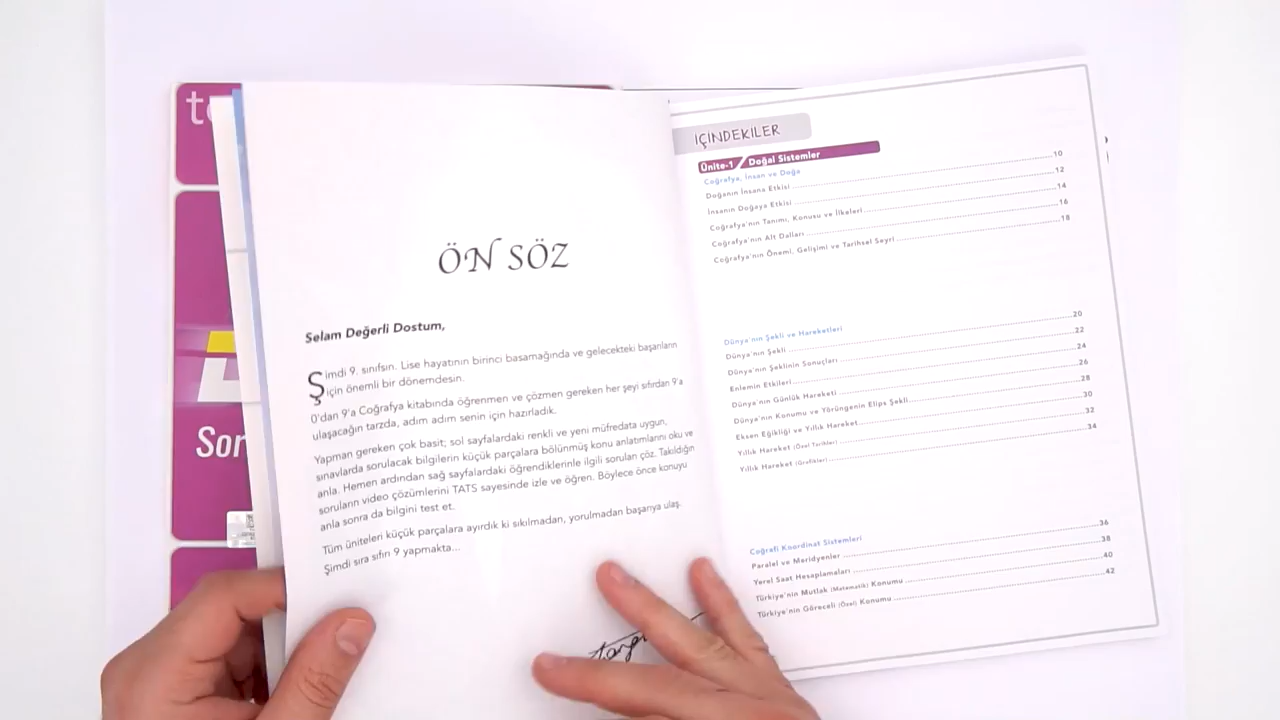 ÖN SÖZ
Selam Değerli Dostum,
Şimdi 9. sınıfsın. Lise hayatının birinci basamağında ve gelecekteki başarıların
için önemli bir dönemdesin.
0'dan 9'a Coğrafya kitabında öğrenmen ve çözmen gereken her şeyi sıfırdan 9'a
ulaşacağın tarzda, adım adım senin için hazırladık.
Yapman gereken çok basit; sol sayfalardaki renkli ve yeni müfredata uygun,
sınavlarda sorulacak bilgilerin küçük parçalara bölünmüş konu anlatımlarını oku ve
anla. Hemen ardından sağ sayfalardaki öğrendiklerinle ilgili soruları çöz. Takıldığın
soruların video çözümlerini TATS sayesinde izle ve öğren. Böylece önce konuyu
anla sonra da bilgini test et.
Tüm üniteleri küçük parçalara ayırdık ki sıkılmadan, yorulmadan başarıya ulaş.
Şimdi sıra sıfırı 9 yapmakta...
İÇİNDEKİLER
Ünite-1 / Doğal Sistemler
Coğrafya, İnsan ve Doğa
Doğanın İnsana Etkisi 10
İnsanın Doğaya Etkisi 12
Coğrafya'nın Tanımı, Konusu ve İlkeleri 14
Coğrafya'nın Alt Dalları 16
Coğrafya'nın Önemi, Gelişimi ve Tarihsel Seyri 18
Dünya'nın Şekli ve Hareketleri
Dünya'nın Şekli 20
Dünya'nın Şeklinin Sonuçları 22
Enlemin Etkileri 24
Dünya'nın Günlük Hareketi 26
Dünya'nın Konumu ve Yörüngenin Elips Şekli 28
Eksen Eğikliği ve Yıllık Hareket 30
Yıllık Hareket (Özel Tarihler) 32
Yıllık Hareket (Grafikler) 34
Coğrafi Koordinat Sistemleri
Paralel ve Meridyenler 36
Yerel Saat Hesaplamaları 38
Türkiye'nin Mutlak (Matematik) Konumu 40
Türkiye'nin Göreceli (Özel) Konumu 42
Sor